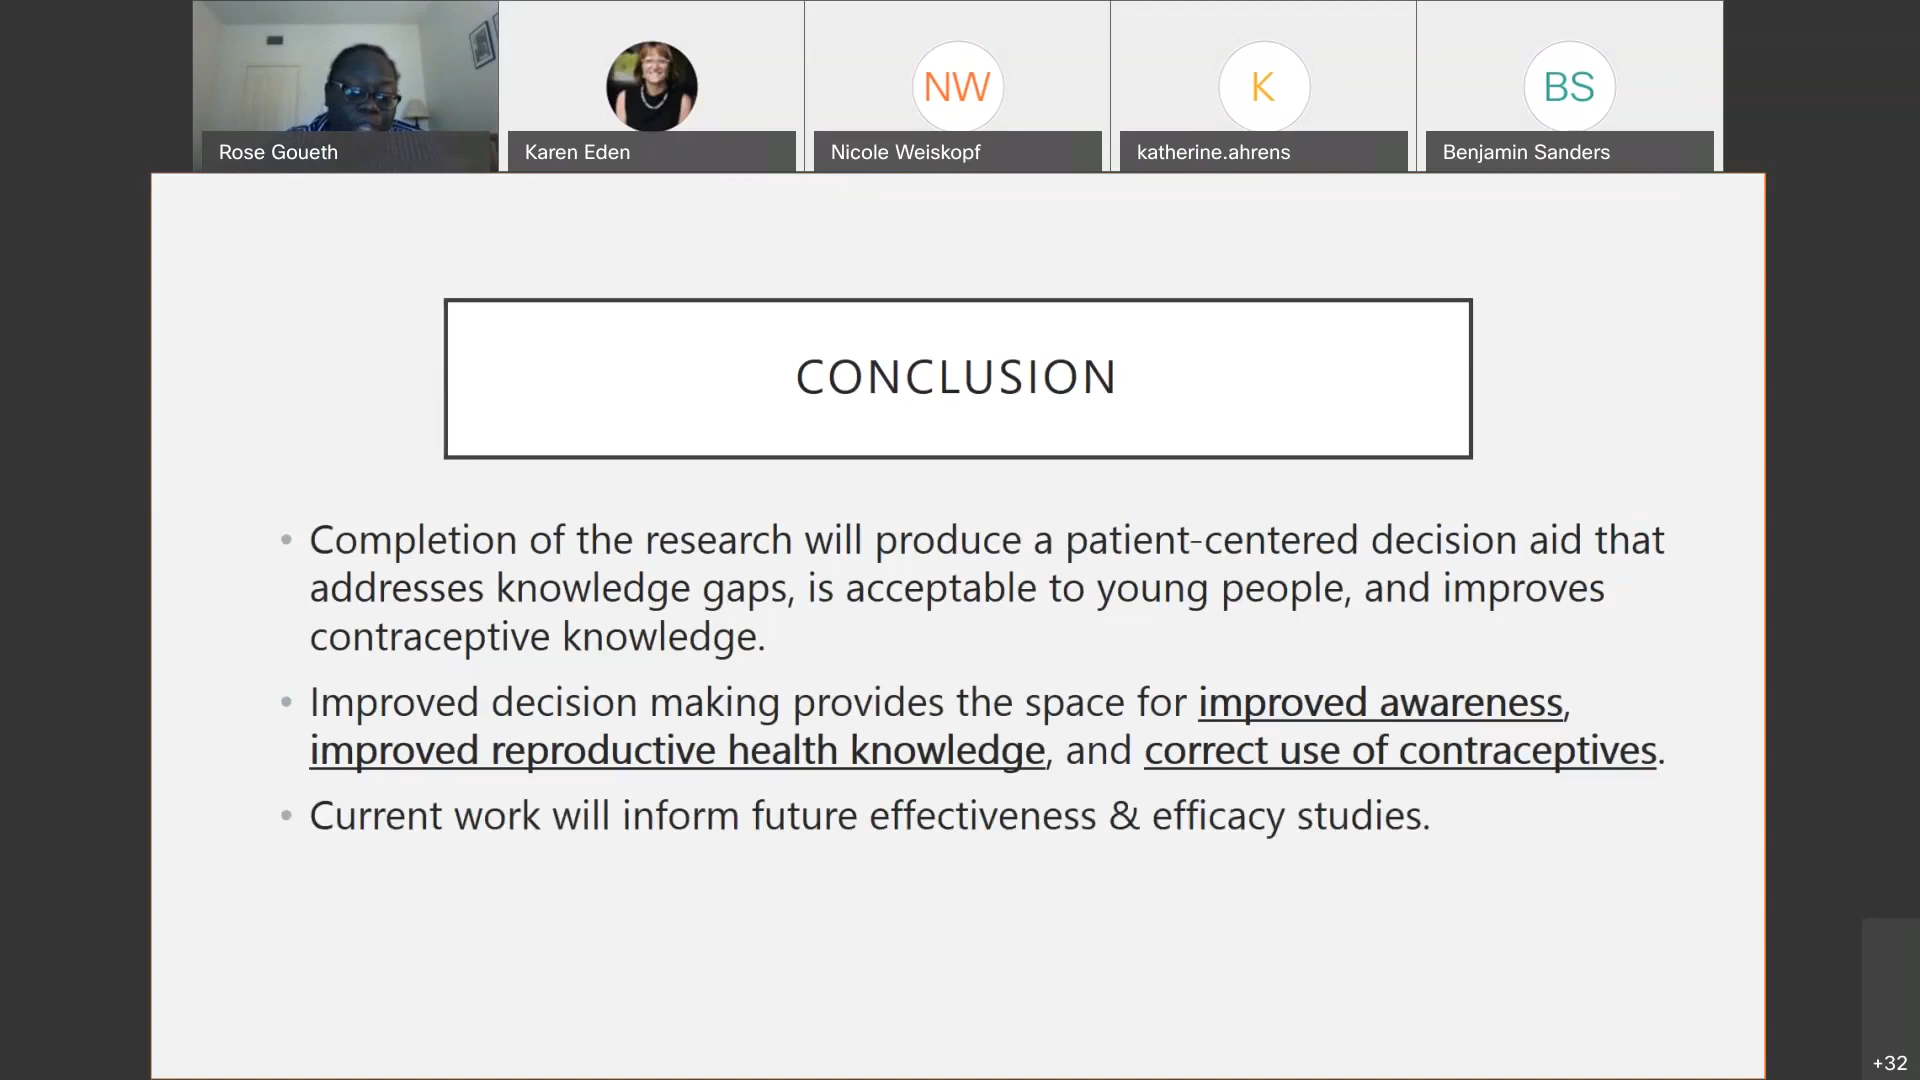 NW
K
BS
Rose Goueth
Karen Eden
Nicole Weiskopf
katherine.ahrens
Benjamin Sanders
CONCLUSION
• Completion of the research will produce a patient-centered decision aid that
addresses knowledge gaps, is acceptable to young people, and improves
contraceptive knowledge.
• Improved decision making provides the space for improved awareness,
improved reproductive health knowledge, and correct use of contraceptives.
• Current work will inform future effectiveness & efficacy studies.
+32